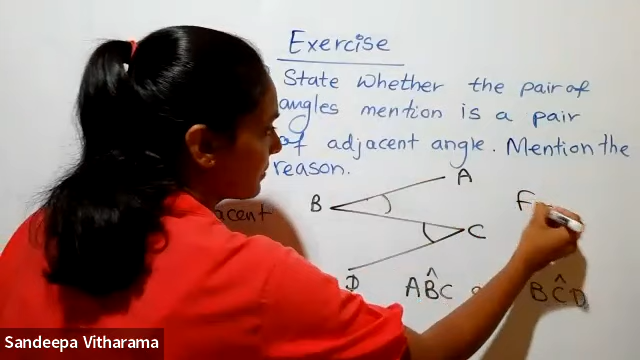 Exercise
State whether the pair of
angles mention is a pair
of adjacent angle. Mention the
reason.
A
B
C
D
AB̂C
BĈD
Sandeepa Vitharama